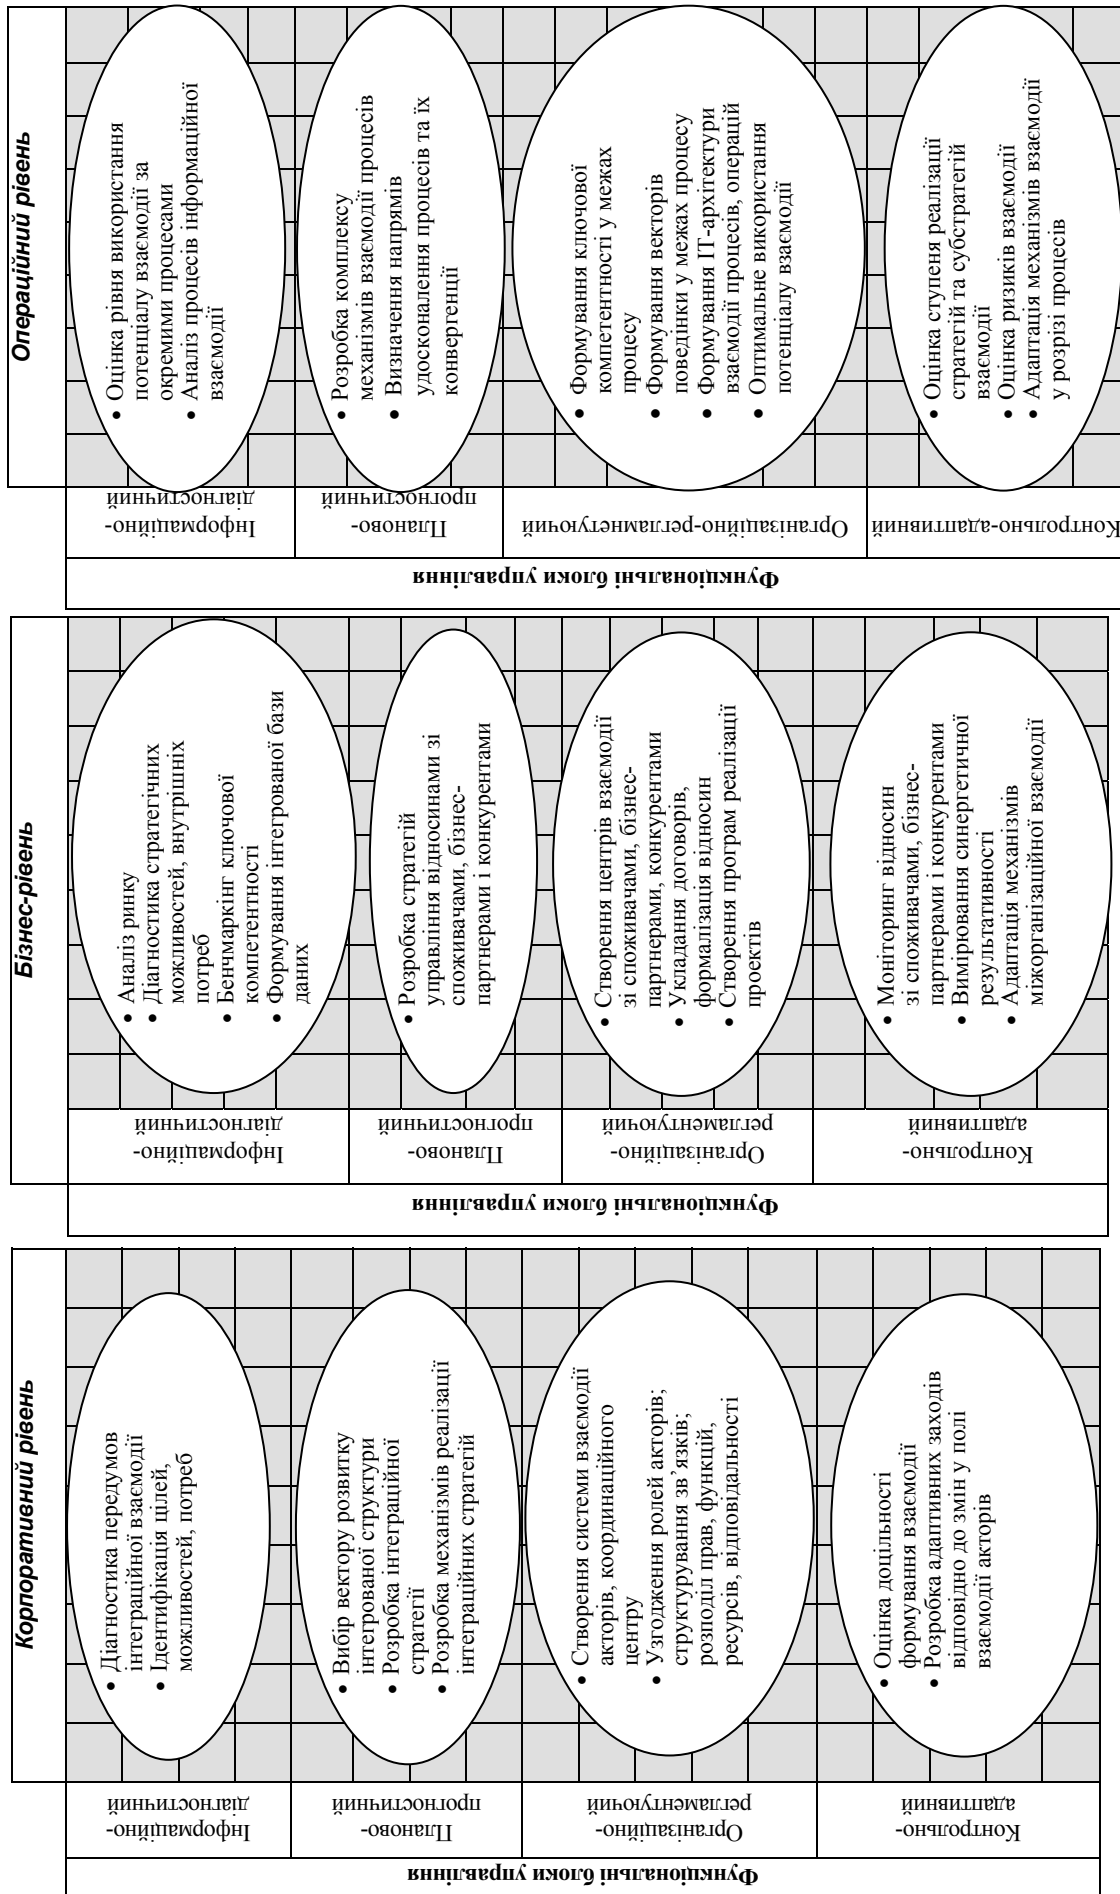 Корпоративний рівень
Функціональні блоки управління
Інформаційно-
діагностичний
• Діагностика передумов
інтеграційної взаємодії
• Ідентифікація цілей,
можливостей, потреб
Планово-
прогностичний
• Вибір вектору розвитку
інтегрованої структури
• Розробка інтеграційної
стратегії
• Розробка механізмів реалізації
інтеграційних стратегій
Організаційно-
регламентуючий
• Створення системи взаємодії
акторів, координаційного
центру
• Узгодження ролей акторів;
структурування зв’язків;
розподіл прав, функцій,
ресурсів, відповідальності
Контрольно-
адаптивний
• Оцінка доцільності
формування взаємодії
• Розробка адаптивних заходів
відповідно до змін у полі
взаємодії акторів
Бізнес-рівень
Функціональні блоки управління
Інформаційно-
діагностичний
• Аналіз ринку
• Діагностика стратегічних
можливостей, внутрішніх
потреб
• Бенчмаркінг ключової
компетентності
• Формування інтегрованої бази
даних
Планово-
прогностичний
• Розробка стратегій
управління відносинами зі
споживачами, бізнес-
партнерами і конкурентами
Організаційно-
регламентуючий
• Створення центрів взаємодії
зі споживачами, бізнес-
партнерами, конкурентами
• Укладання договорів,
формалізація відносин
• Створення програм реалізації
проектів
Контрольно-
адаптивний
• Моніторинг відносин
зі споживачами, бізнес-
партнерами і конкурентами
• Вимірювання синергетичної
результативності
• Адаптація механізмів
міжорганізаційної взаємодії
Операційний рівень
Функціональні блоки управління
Інформаційно-
діагностичний
• Оцінка рівня використання
потенціалу взаємодії за
окремими процесами
• Аналіз процесів інформаційної
взаємодії
Планово-
прогностичний
• Розробка комплексу
механізмів взаємодії процесів
• Визначення напрямів
удосконалення процесів та їх
конвергенції
Організаційно-регламетуючий
• Формування ключової
компетентності у межах
процесу
• Формування векторів
поведінки у межах процесу
• Формування ІТ-архітектури
взаємодії процесів, операцій
• Оптимальне використання
потенціалу взаємодії
Контрольно-адаптивний
• Оцінка ступеня реалізації
стратегій та субстратегій
взаємодії
• Оцінка ризиків взаємодії
• Адаптація механізмів взаємодії
у розрізі процесів